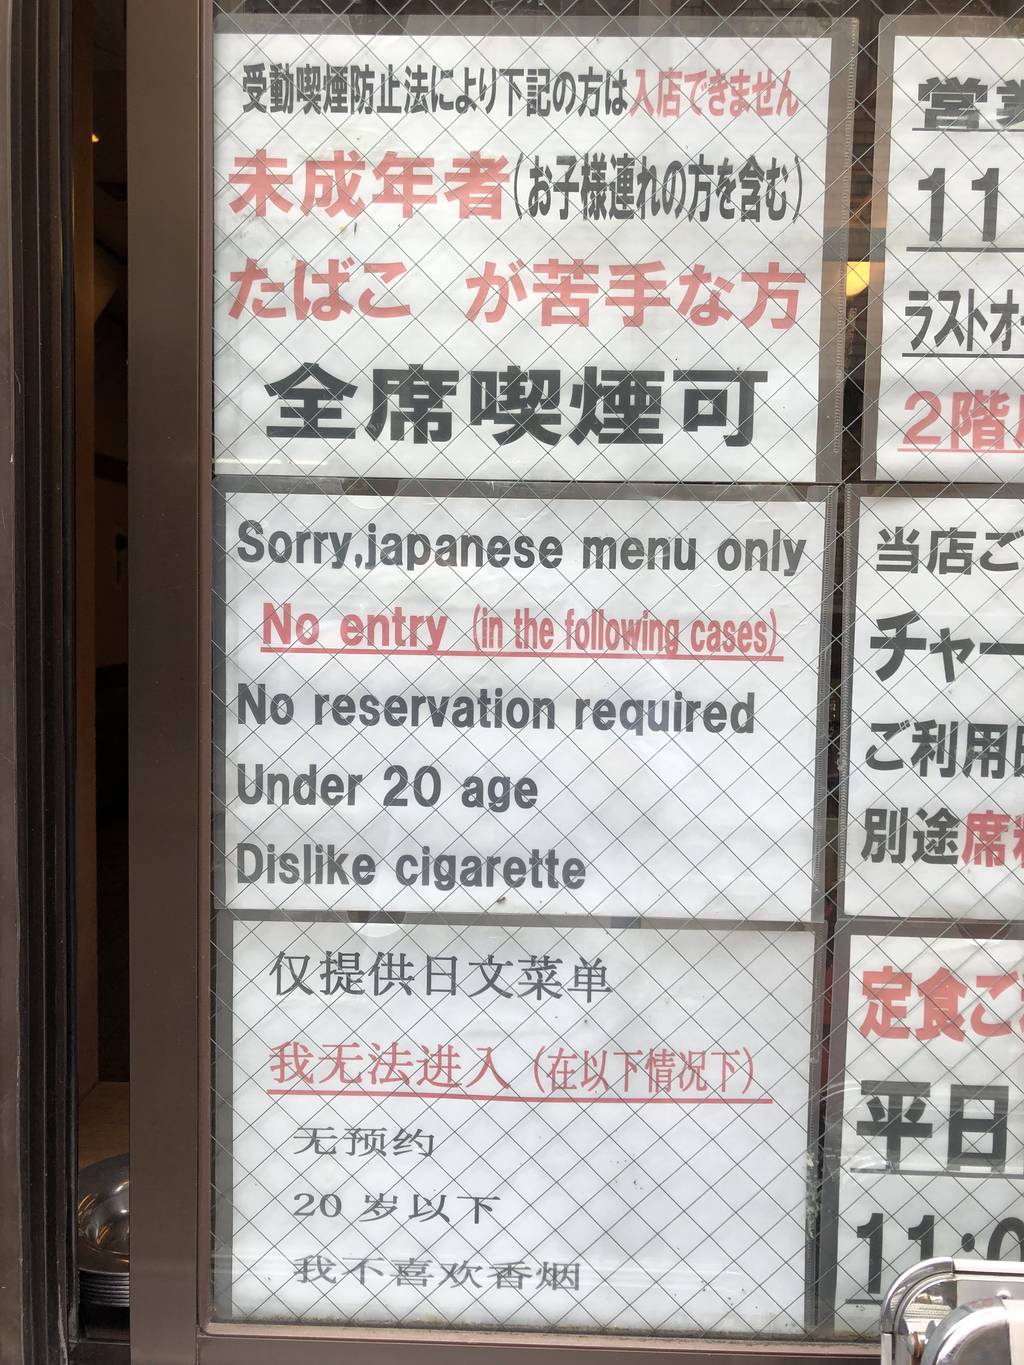 受動喫煙防止法により下記の方は入店できません
未成年者(お子様連れの方を含む)
たばこ が苦手な方
全席喫煙可
Sorry,japanese menu only
No entry (in the following cases)
No reservation required
Under 20 age
Dislike cigarette
仅提供日文菜单
我无法进入（在以下情况下）
无预约
20 岁以下
我不喜欢香烟
営業
11
ラストオー
2階
当店ご
チャー
ご利用
別途席料
定食ご
平日
11:0